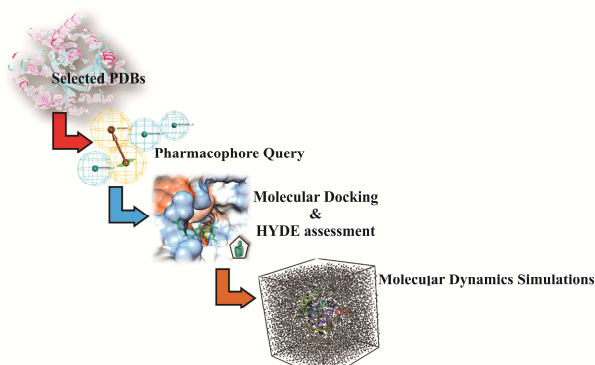 Selected PDBs
Pharmacophore Query
Molecular Docking
&
HYDE assessment
Molecular Dynamics Simulations